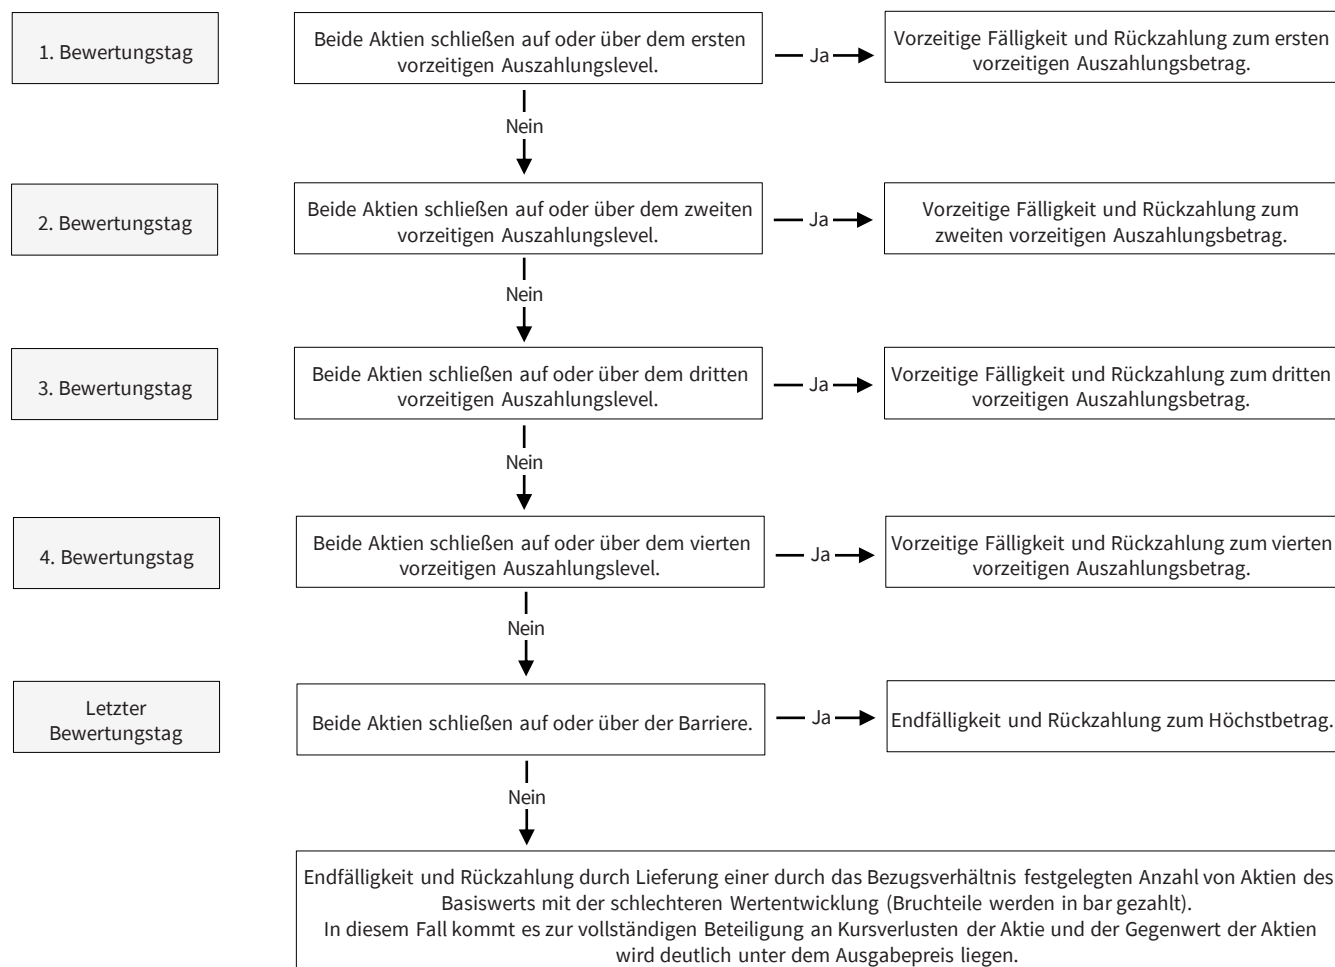 1. Bewertungstag
Beide Aktien schließen auf oder über dem ersten
vorzeitigen Auszahlungslevel.
Ja
Vorzeitige Fälligkeit und Rückzahlung zum ersten
vorzeitigen Auszahlungsbetrag.
Nein
2. Bewertungstag
Beide Aktien schließen auf oder über dem zweiten
vorzeitigen Auszahlungslevel.
Ja
Vorzeitige Fälligkeit und Rückzahlung zum
zweiten vorzeitigen Auszahlungsbetrag.
Nein
3. Bewertungstag
Beide Aktien schließen auf oder über dem dritten
vorzeitigen Auszahlungslevel.
Ja
Vorzeitige Fälligkeit und Rückzahlung zum dritten
vorzeitigen Auszahlungsbetrag.
Nein
4. Bewertungstag
Beide Aktien schließen auf oder über dem vierten
vorzeitigen Auszahlungslevel.
Ja
Vorzeitige Fälligkeit und Rückzahlung zum vierten
vorzeitigen Auszahlungsbetrag.
Nein
Letzter
Bewertungstag
Beide Aktien schließen auf oder über der Barriere.
Ja
Endfälligkeit und Rückzahlung zum Höchstbetrag.
Nein
Endfälligkeit und Rückzahlung durch Lieferung einer durch das Bezugsverhältnis festgelegten Anzahl von Aktien des
Basiswerts mit der schlechteren Wertentwicklung (Bruchteile werden in bar gezahlt).
In diesem Fall kommt es zur vollständigen Beteiligung an Kursverlusten der Aktie und der Gegenwert der Aktien
wird deutlich unter dem Ausgabepreis liegen.